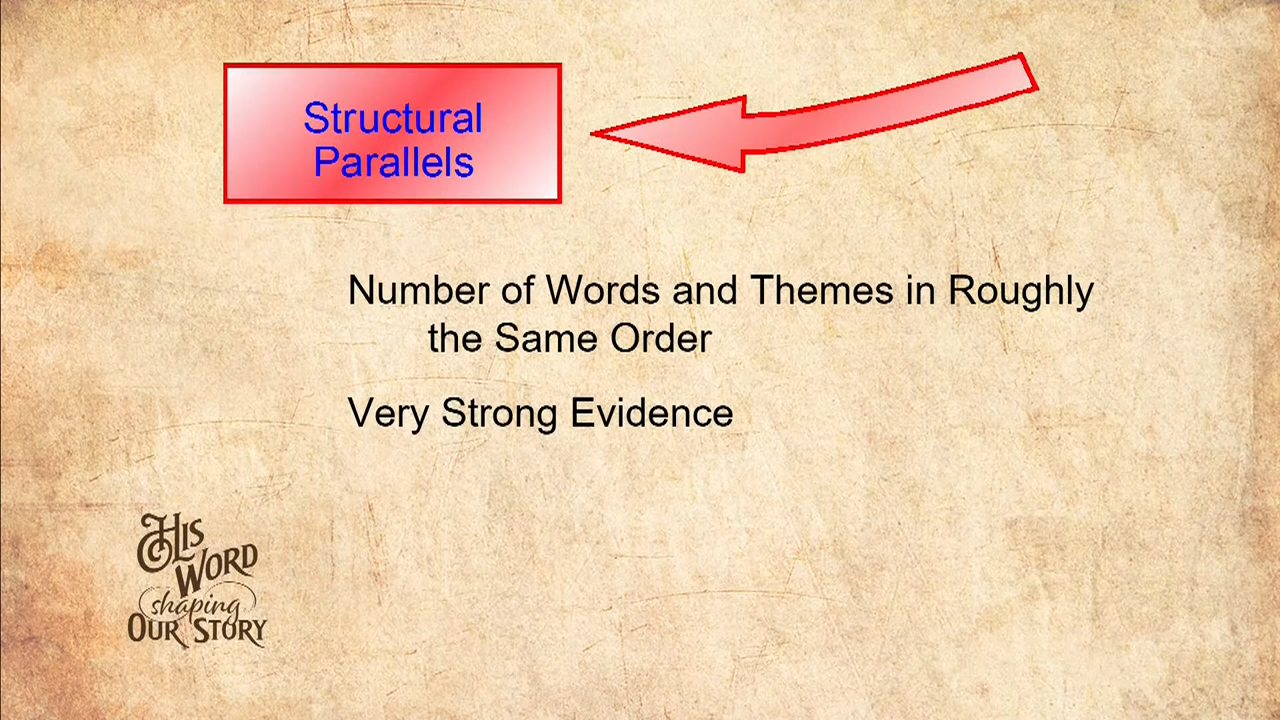 Structural
Parallels
Number of Words and Themes in Roughly
the Same Order
Very Strong Evidence
HIS
WORD
shaping
OUR STORY